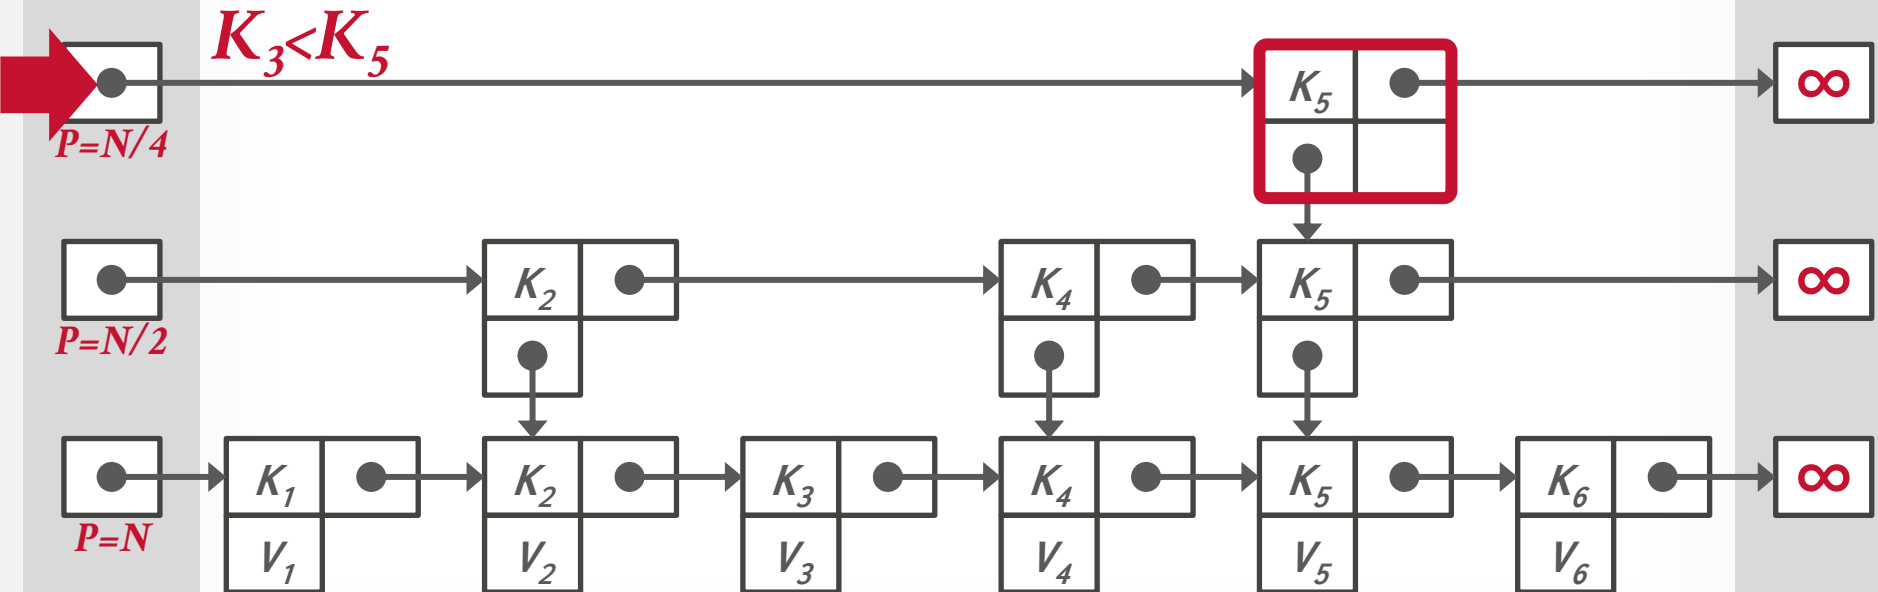 K₃<K₅
P=N/4
K₅
∞
P=N/2
K₂
K₄
K₅
∞
P=N
K₁
K₂
K₃
K₄
K₅
K₆
∞
V₁
V₂
V₃
V₄
V₅
V₆